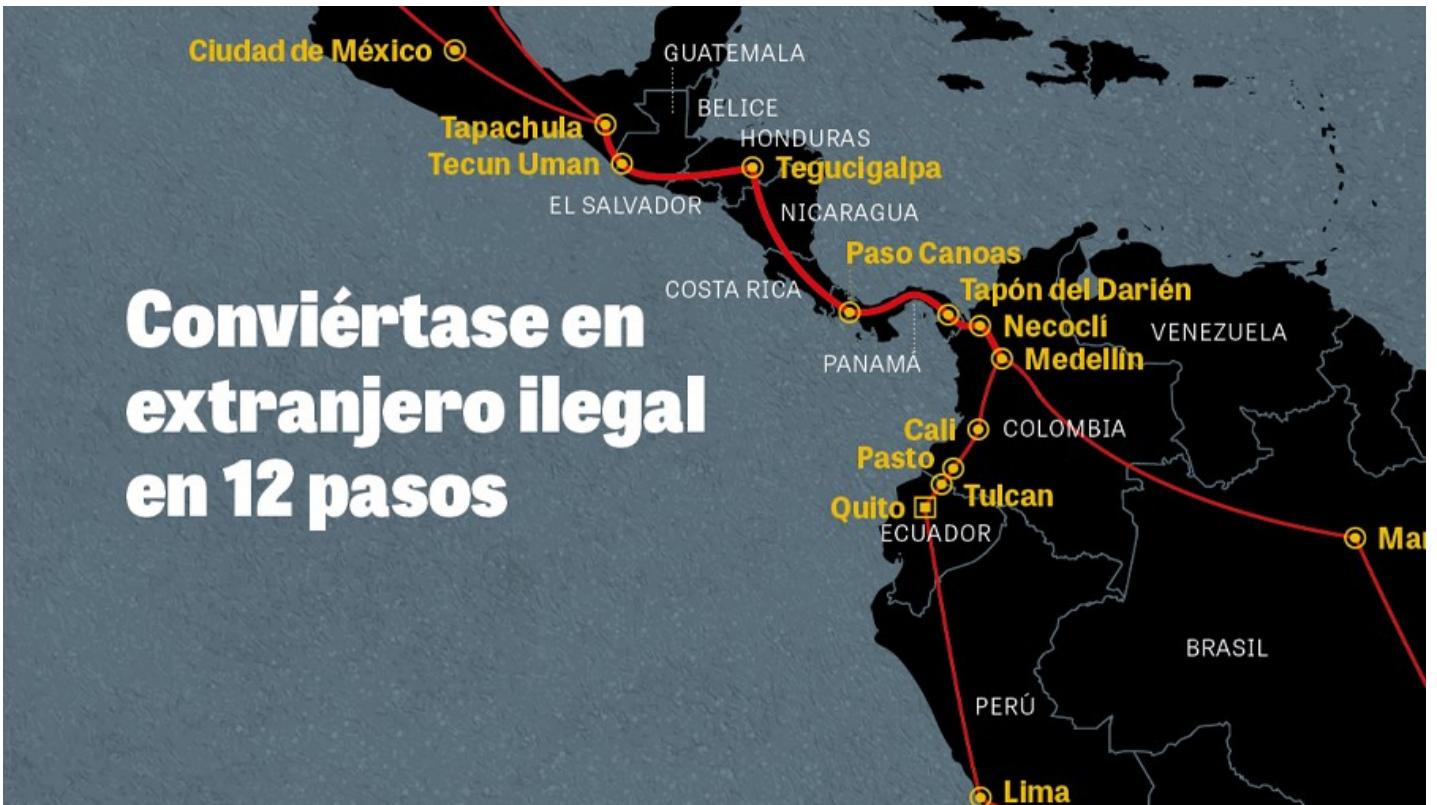 Ciudad de México
GUATEMALA
BELICE
Tapachula
HONDURAS
Tecun Uman
Tegucigalpa
EL SALVADOR
NICARAGUA
Paso Canoas
COSTA RICA
Tapón del Darién
Necoclí
VENEZUELA
PANAMÁ
Medellín
Conviértase en
extranjero ilegal
en 12 pasos
Cali
COLOMBIA
Pasto
Tulcan
Quito
ECUADOR
BRASIL
PERÚ
Lima